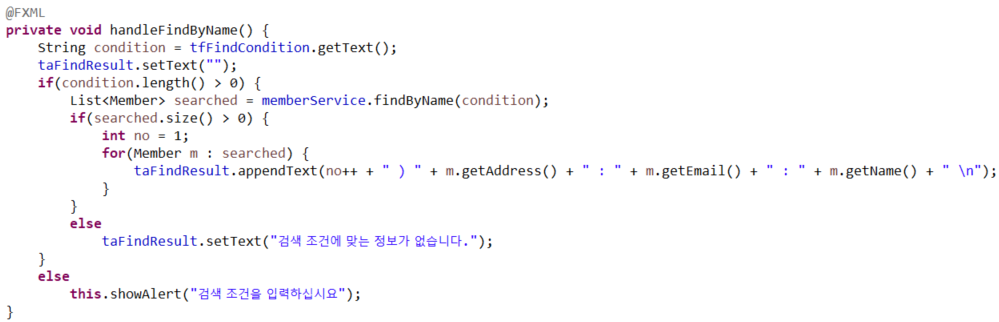 @FXML
private void handleFindByName() {
    String condition = tfFindCondition.getText();
    taFindResult.setText("");
    if(condition.length() > 0) {
        List<Member> searched = memberService.findByName(condition);
        if(searched.size() > 0) {
            int no = 1;
            for(Member m : searched) {
                taFindResult.appendText(no++ + " ) " + m.getAddress() + " : " + m.getEmail() + " : " + m.getName() + " \n");
            }
        }
        else
            taFindResult.setText("검색 조건에 맞는 정보가 없습니다.");
    }
    else
        this.showAlert("검색 조건을 입력하십시요");
}